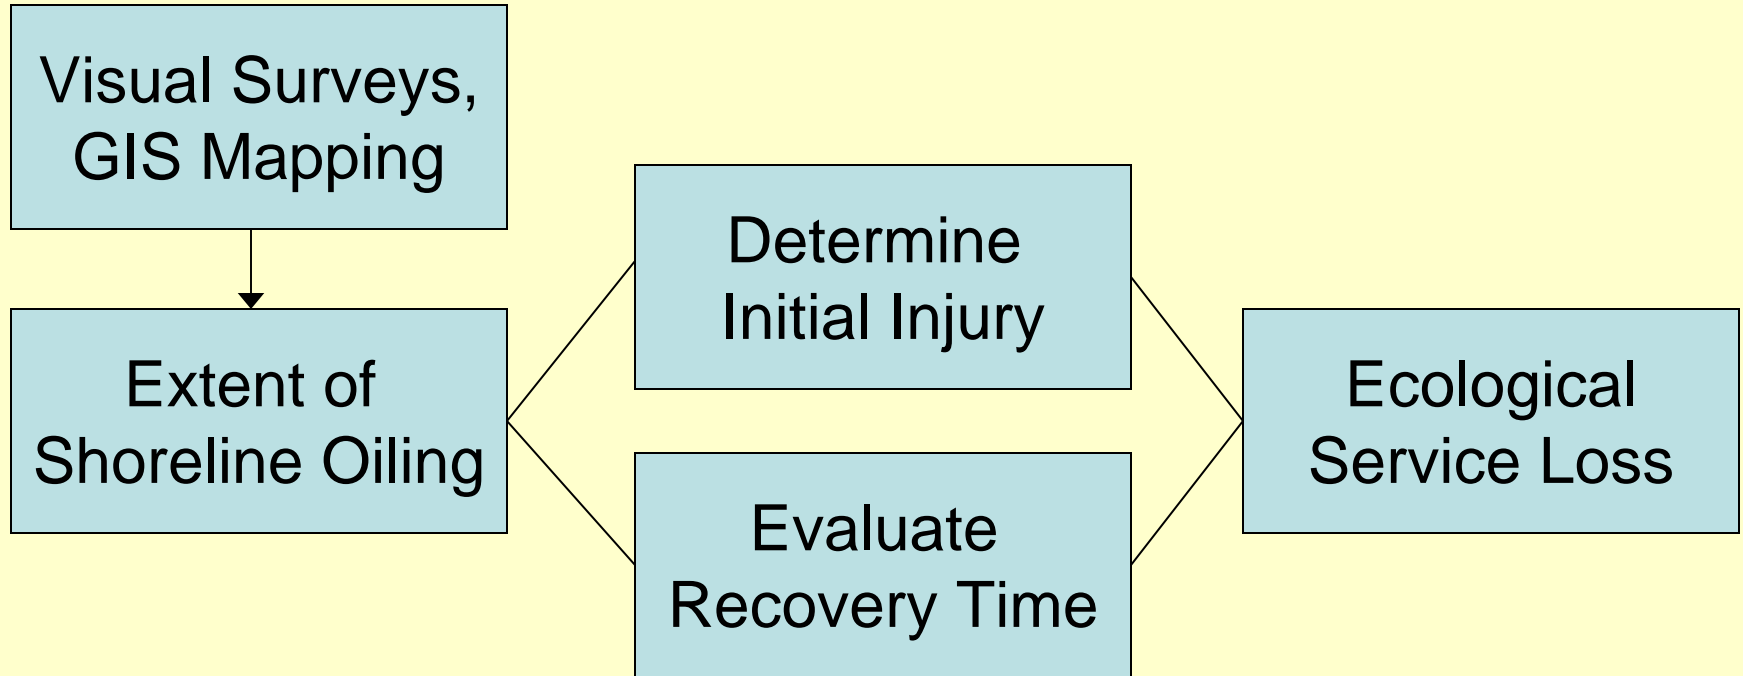 Visual Surveys,
GIS Mapping
Extent of
Shoreline Oiling
Determine
Initial Injury
Evaluate
Recovery Time
Ecological
Service Loss